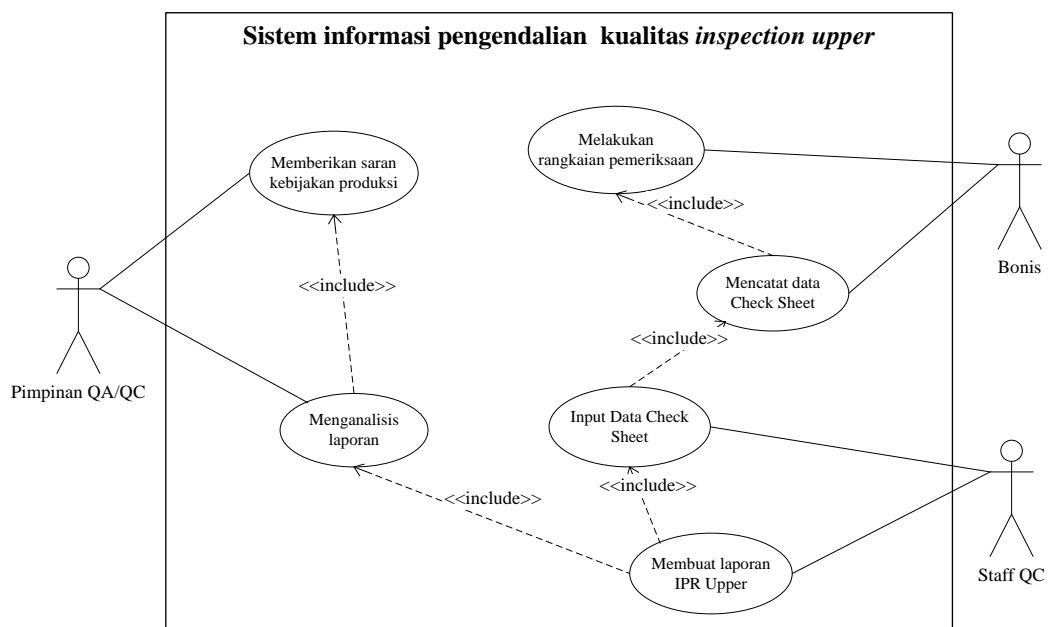 Sistem informasi pengendalian kualitas inspection upper
Memberikan saran
kebijakan produksi
Melakukan
rangkaian pemeriksaan
<<include>>
Bonis
<<include>>
Mencatat data
Check Sheet
<<include>>
Pimpinan QA/QC
Menganalisis
laporan
Input Data Check
Sheet
<<include>>
<<include>>
Membuat laporan
IPR Upper
Staff QC